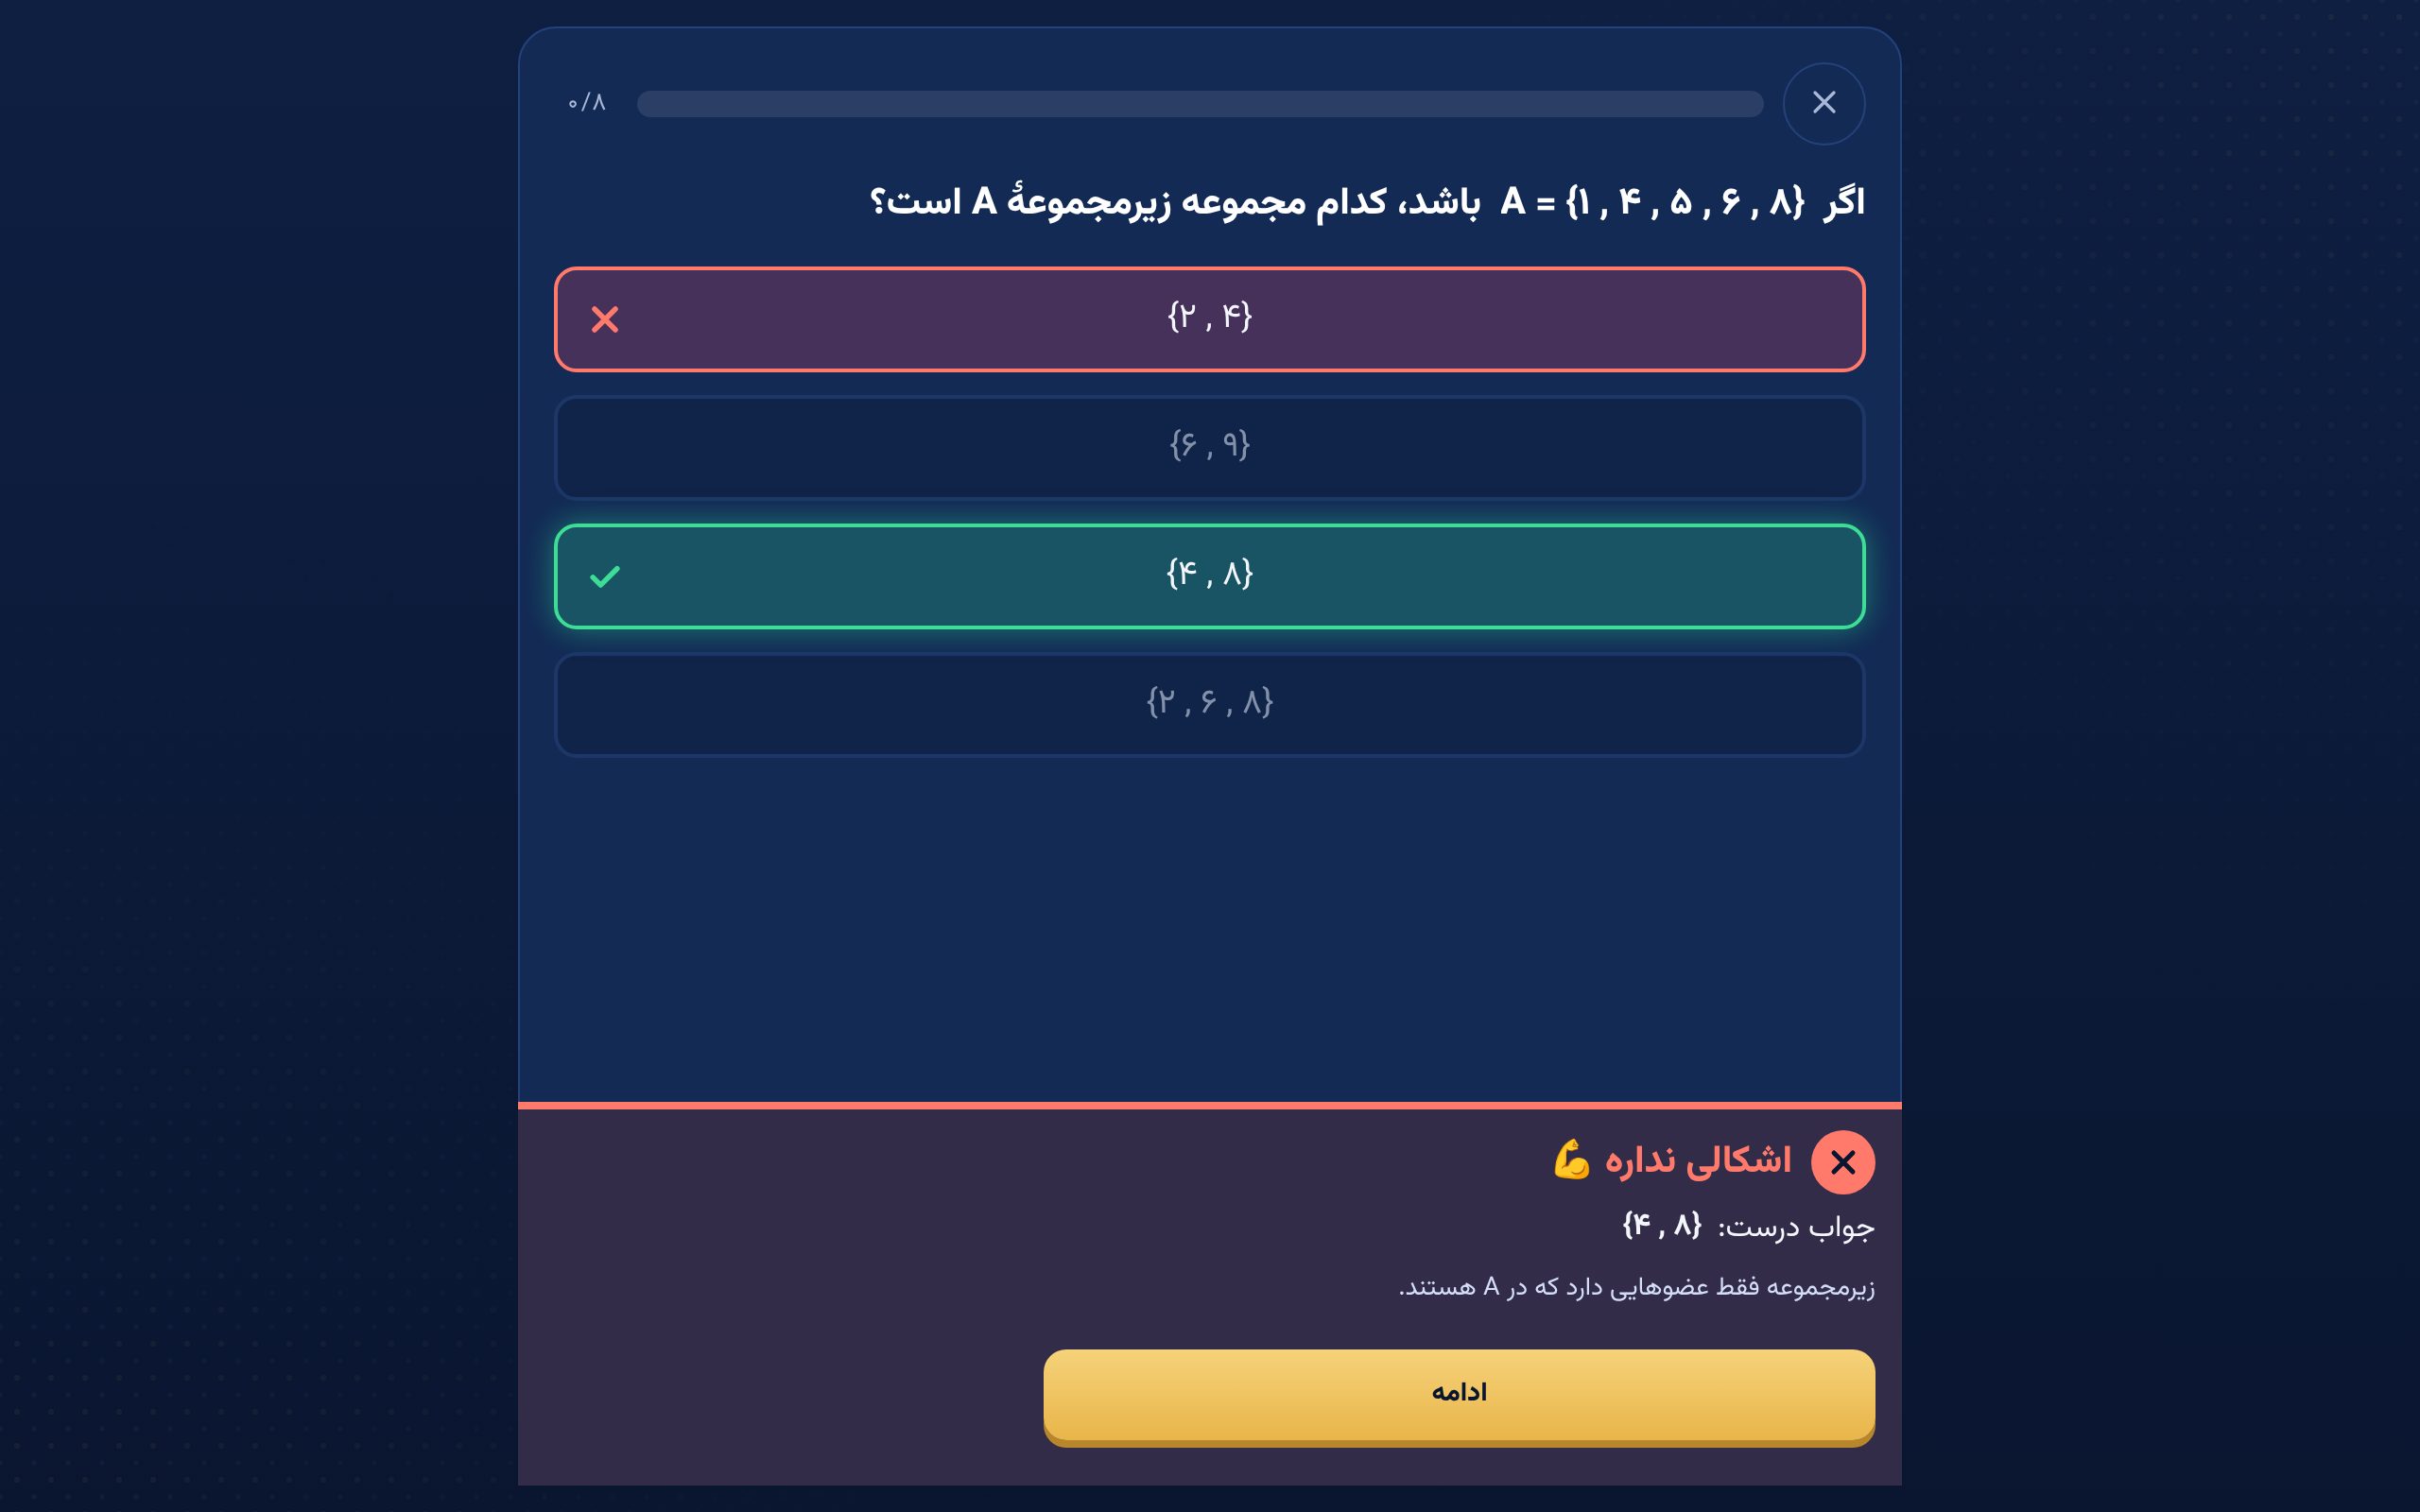 ۰/۸
اگر A = {۱ , ۴ , ۵ , ۶ , ۸} باشد، کدام مجموعه زیرمجموعهٔ A است؟
{۲ , ۴}
{۶ , ۹}
{۴ , ۸}
{۲ , ۶ , ۸}
اشکالی نداره 💪
جواب درست: {۴ , ۸}
زیرمجموعه فقط عضوهایی دارد که در A هستند.
ادامه